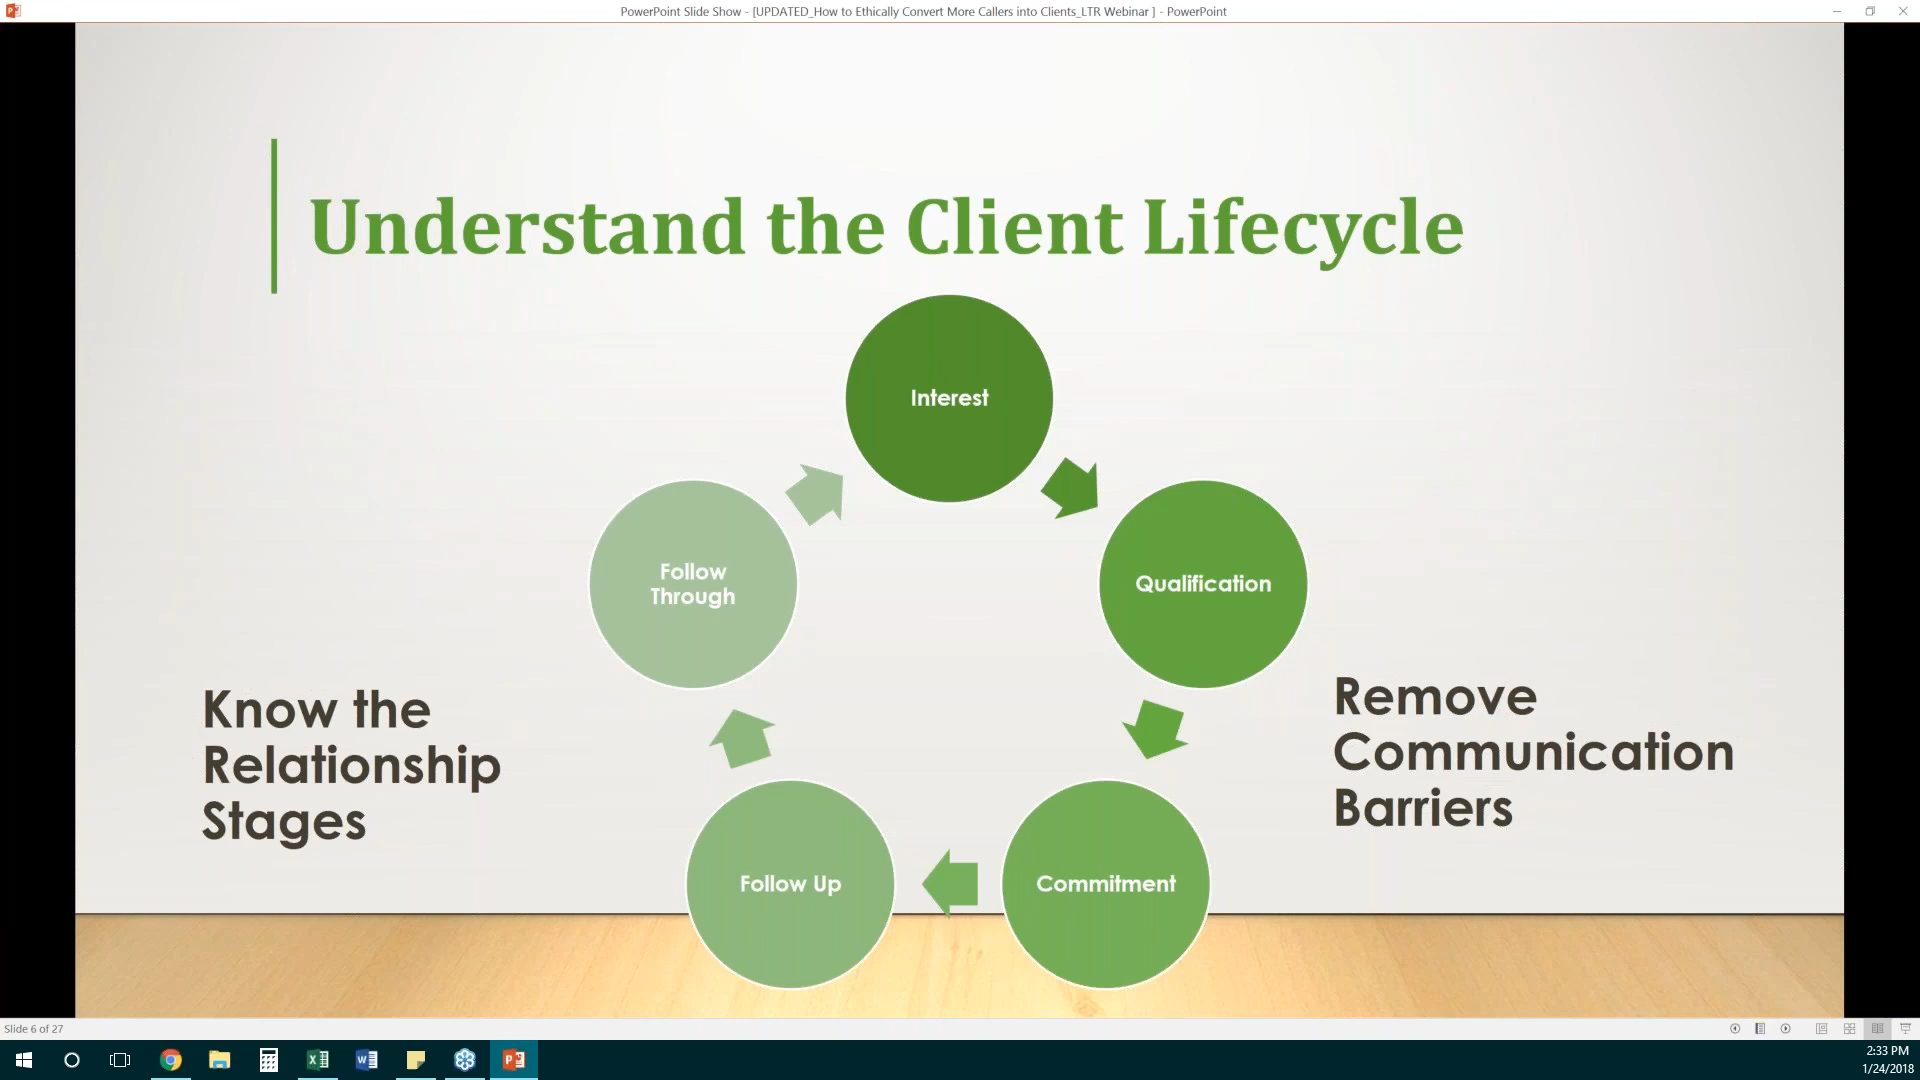 PowerPoint Slide Show - [UPDATED_How to Ethically Convert More Callers into Clients_LTR Webinar ] - PowerPoint
Understand the Client Lifecycle
Interest
Qualification
Commitment
Follow Up
Follow
Through
Know the
Relationship
Stages
Remove
Communication
Barriers
Slide 6 of 27
2:33 PM
1/24/2018